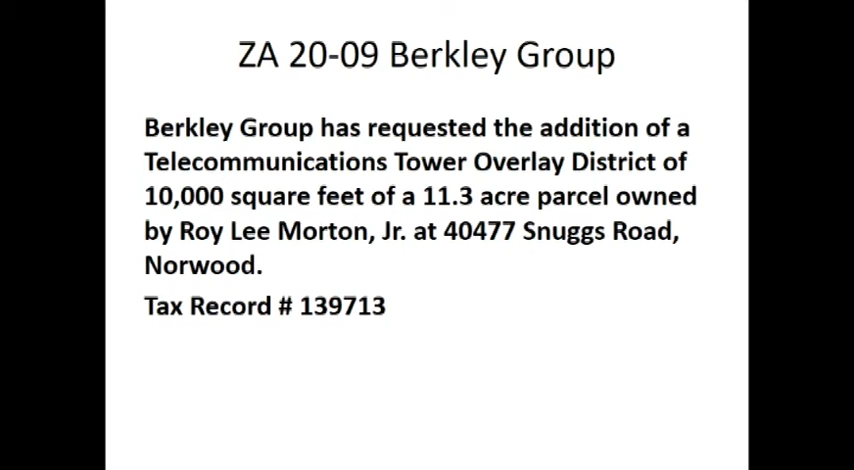 ZA 20-09 Berkley Group
Berkley Group has requested the addition of a
Telecommunications Tower Overlay District of
10,000 square feet of a 11.3 acre parcel owned
by Roy Lee Morton, Jr. at 40477 Snuggs Road,
Norwood.
Tax Record # 139713